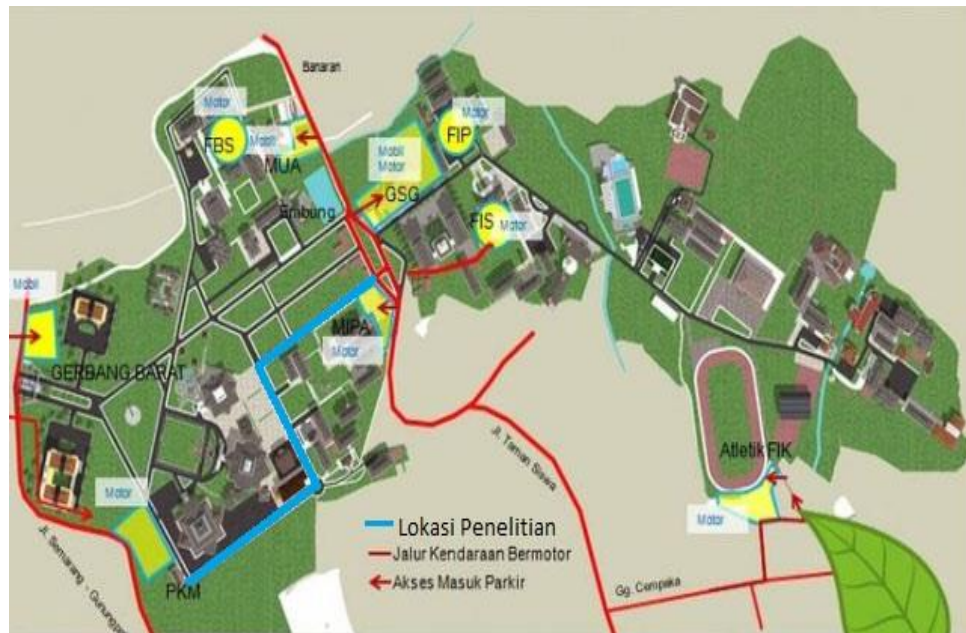 Banaran
Motor
Motor
FBS
Mobil
MUA
Mobil
Motor
FIP
GSG
Embung
FIS
Motor
Mobil
MIPA
Motor
GERBANG BARAT
Jl. Taman Siswa
Atletik FIK
Motor
Motor
Lokasi Penelitian
Jalur Kendaraan Bermotor
Akses Masuk Parkir
Gg. Cempaka
PKM
Jl. Semarang -